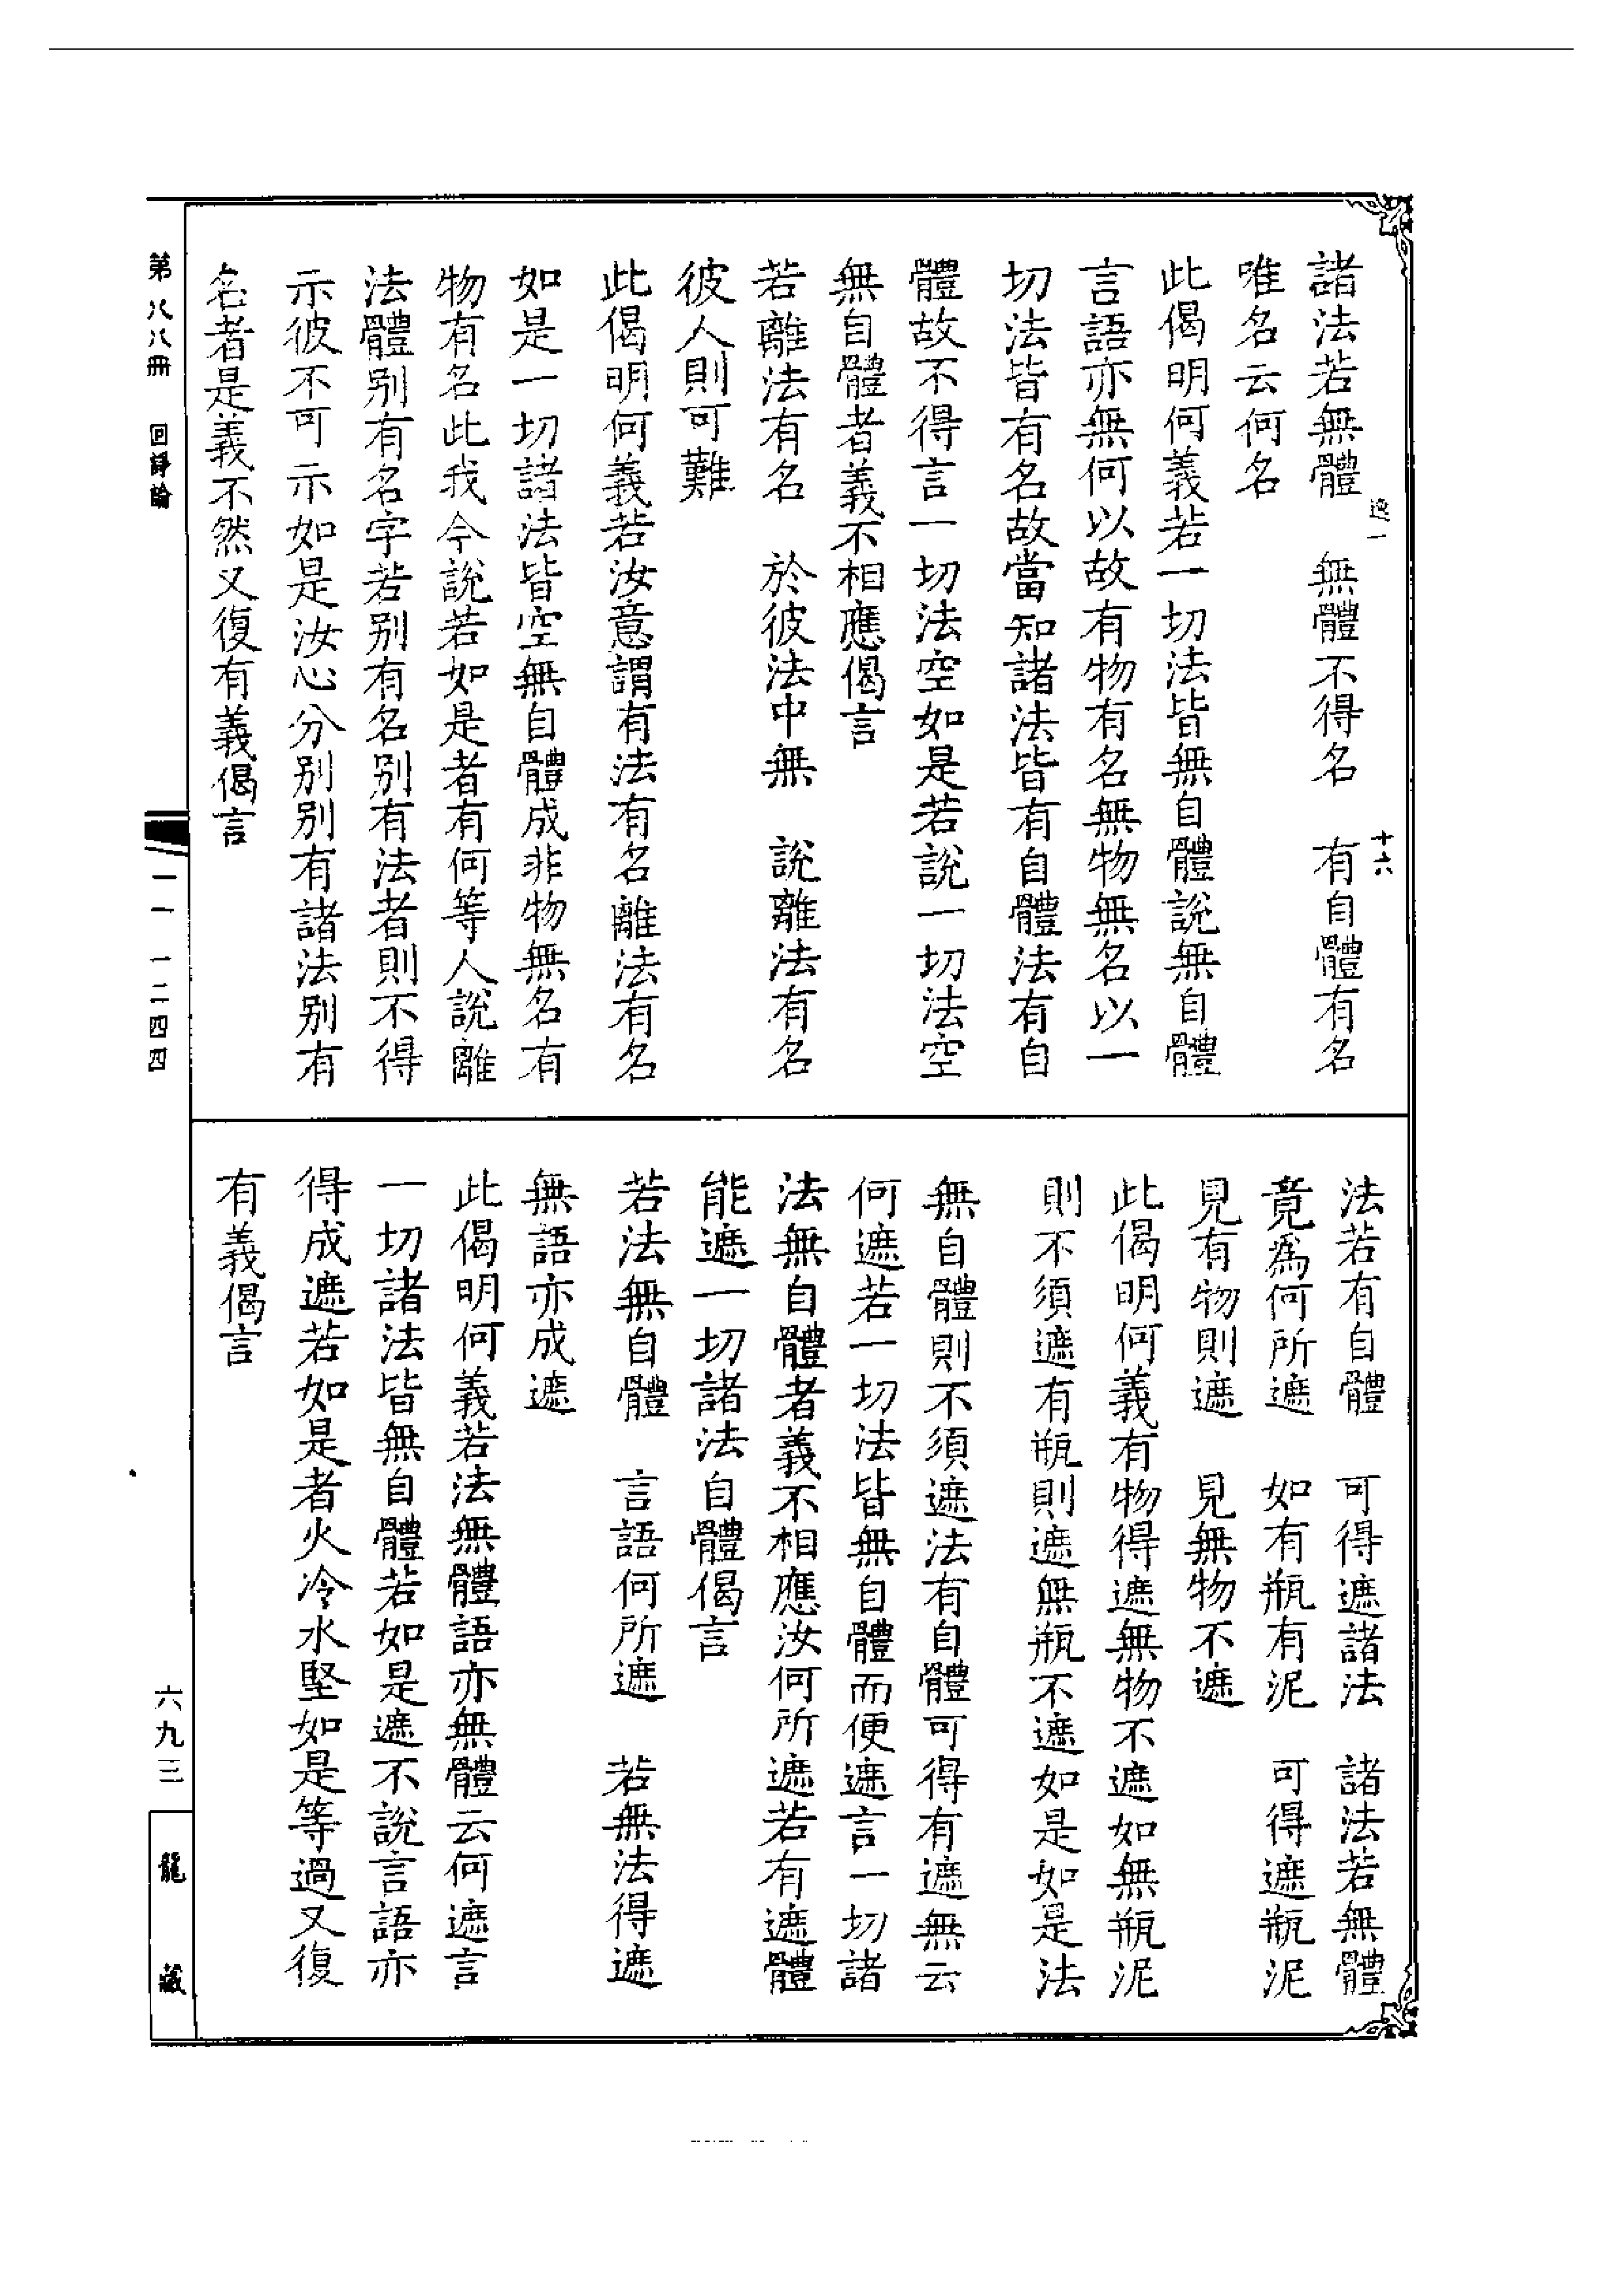 諸法若無體　無體不得名　有自體有名
唯名云何名
此偈明何義若一切法皆無自體說無自體
言語亦無何以故有物有名無物無名以一
切法皆有名故當知諸法皆有自體法有自
體故不得言一切法空如是若說一切法空
無自體者義不相應偈言
若離法有名　於彼法中無　說離法有名
彼人則可難
此偈明何義若汝意謂有法有名離法有名
如是一切諸法皆空無自體成非物無名有
物有名此我今說若如是者有何等人說離
法體別有名字若別有名別有法者則不得
示彼不可示如是汝心分別別有諸法別有
名者是義不然又復有義偈言
逸一　十六
法若有自體　可得遮諸法　諸法若無體
竟為何所遮　如有瓶有泥　可得遮瓶泥
見有物則遮　見無物不遮
此偈明何義有物得遮無物不遮如無瓶泥
則不須遮有瓶則遮無瓶不遮如是如是法
無自體則不須遮法有自體可得有遮無云
何遮若一切法皆無自體而便遮言一切諸
法無自體者義不相應汝何所遮若有遮體
能遮一切諸法自體偈言
若法無自體　言語何所遮　若無法得遮
無語亦成遮
此偈明何義若法無體語亦無體云何遮言
一切諸法皆無自體若如是遮不說言語亦
得成遮若如是者火冷水堅如是等過又復
有義偈言
第八八冊　回諍論
一一　一二四四
六九三
龍藏